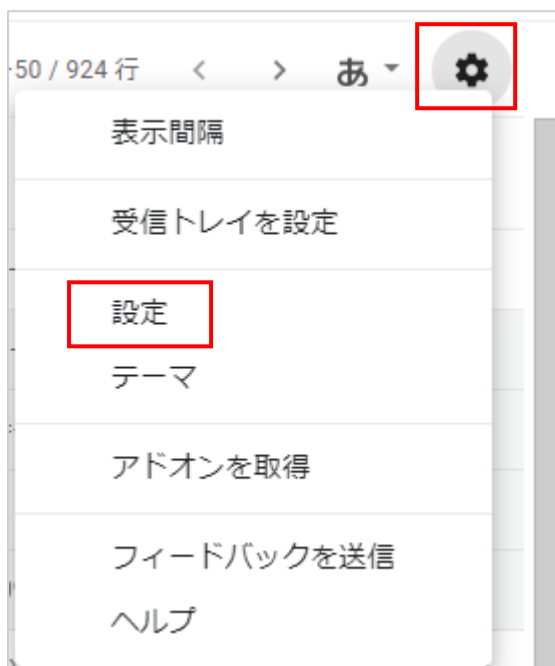 50 / 924 行 < > あ
表示間隔
受信トレイを設定
設定
テーマ
アドオンを取得
フィードバックを送信
ヘルプ